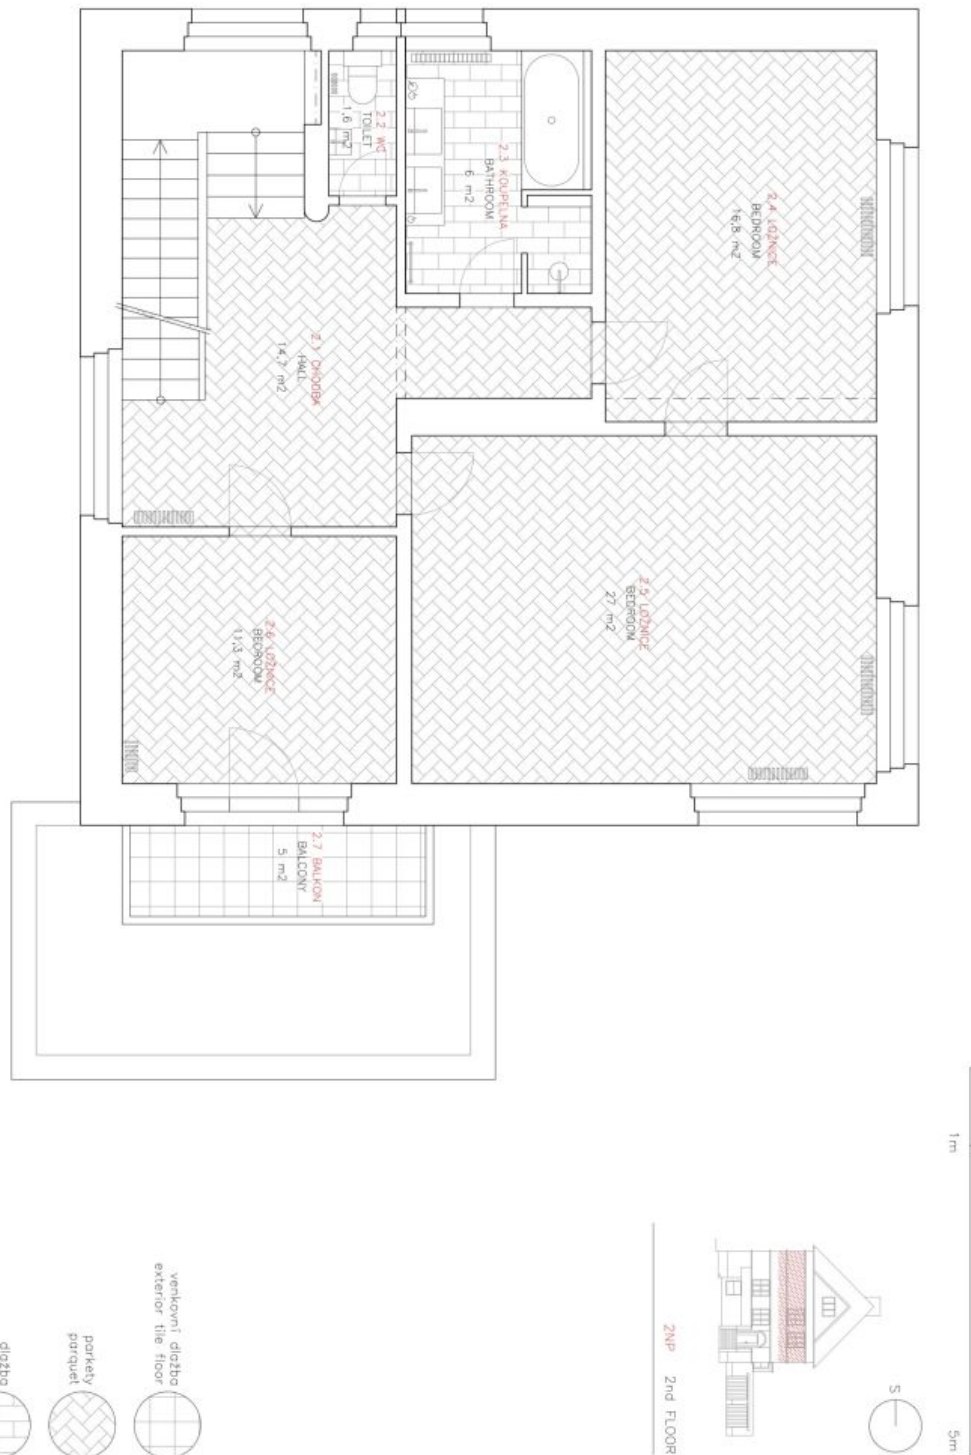 2.1 CHODBA
HALL
14,7 m2
2.2 WC
TOILET
1,6 m2
2.3 KOUPELNA
BATHROOM
6 m2
2.4 LOŽNICE
BEDROOM
16,8 m2
2.5 LOŽNICE
BEDROOM
27 m2
2.6 LOŽNICE
BEDROOM
11,3 m2
2.7 BALKON
BALCONY
5 m2
1m
5m
S
2NP 2nd FLOOR
venkovní dlažba
exterior tile floor
parkety
parquet
dlažba